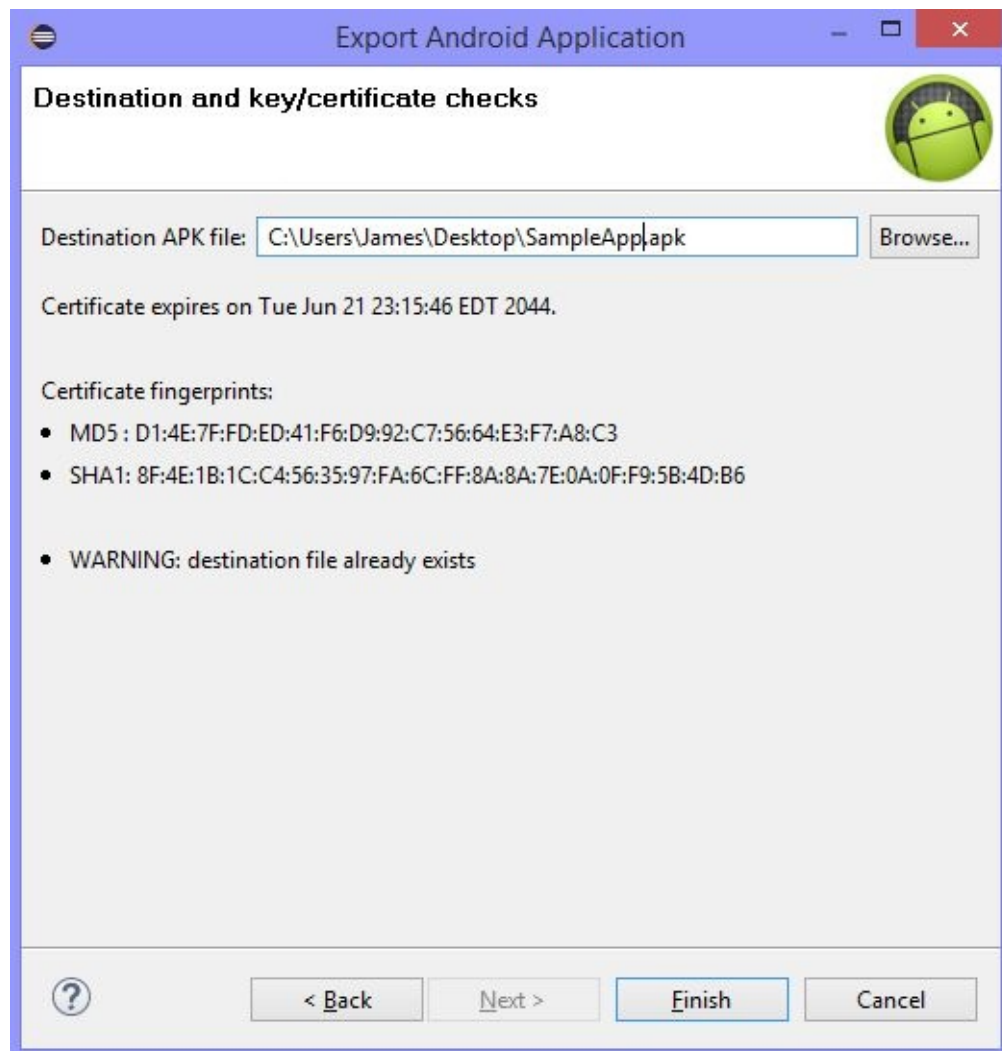 Export Android Application
Destination and key/certificate checks
Destination APK file: C:\Users\James\Desktop\SampleApp.apk Browse...
Certificate expires on Tue Jun 21 23:15:46 EDT 2044.
Certificate fingerprints:
• MD5 : D1:4E:7F:FD:ED:41:F6:D9:92:C7:56:64:E3:F7:A8:C3
• SHA1: 8F:4E:1B:1C:C4:56:35:97:FA:6C:FF:8A:8A:7E:0A:0F:F9:5B:4D:B6
• WARNING: destination file already exists
< Back Next > Finish Cancel